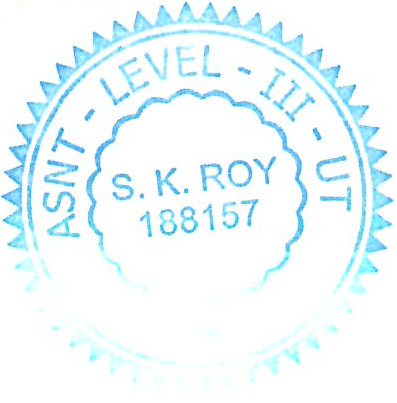 ASNT - LEVEL - III - UT
S. K. ROY
188157